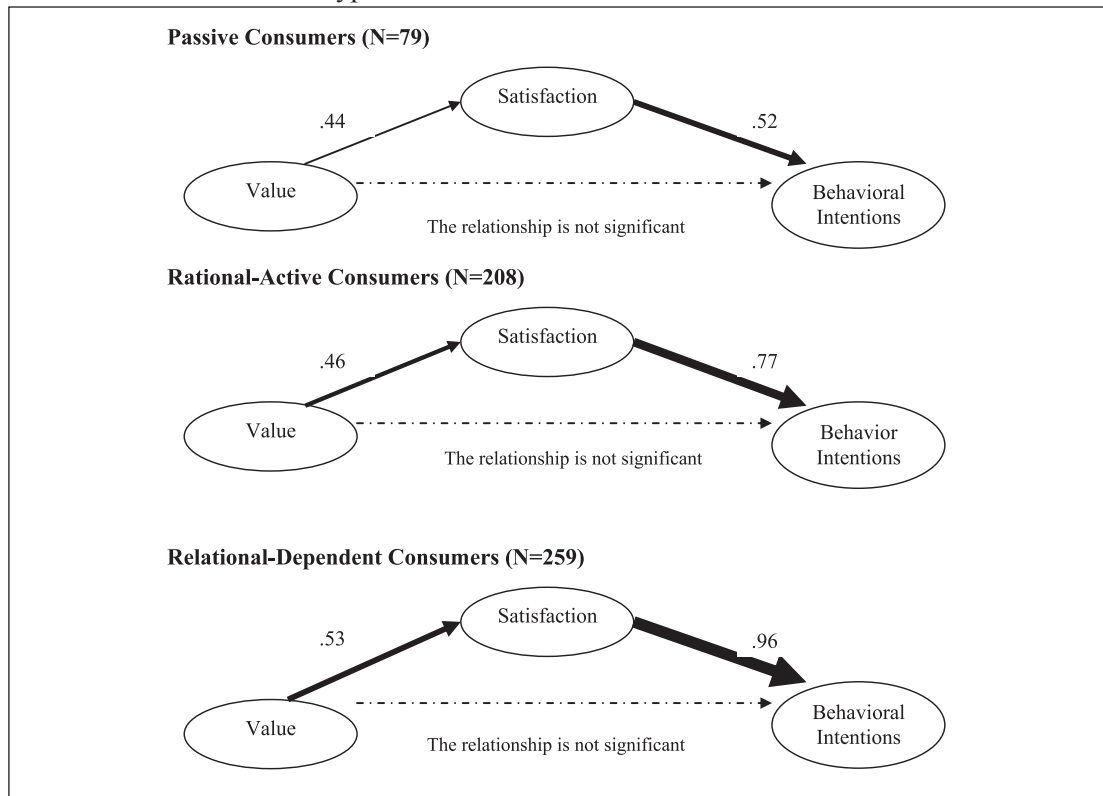 Passive Consumers (N=79)
Satisfaction
.44
.52
Value
Behavioral
Intentions
The relationship is not significant
Rational-Active Consumers (N=208)
Satisfaction
.46
.77
Value
Behavior
Intentions
The relationship is not significant
Relational-Dependent Consumers (N=259)
Satisfaction
.53
.96
Value
Behavioral
Intentions
The relationship is not significant